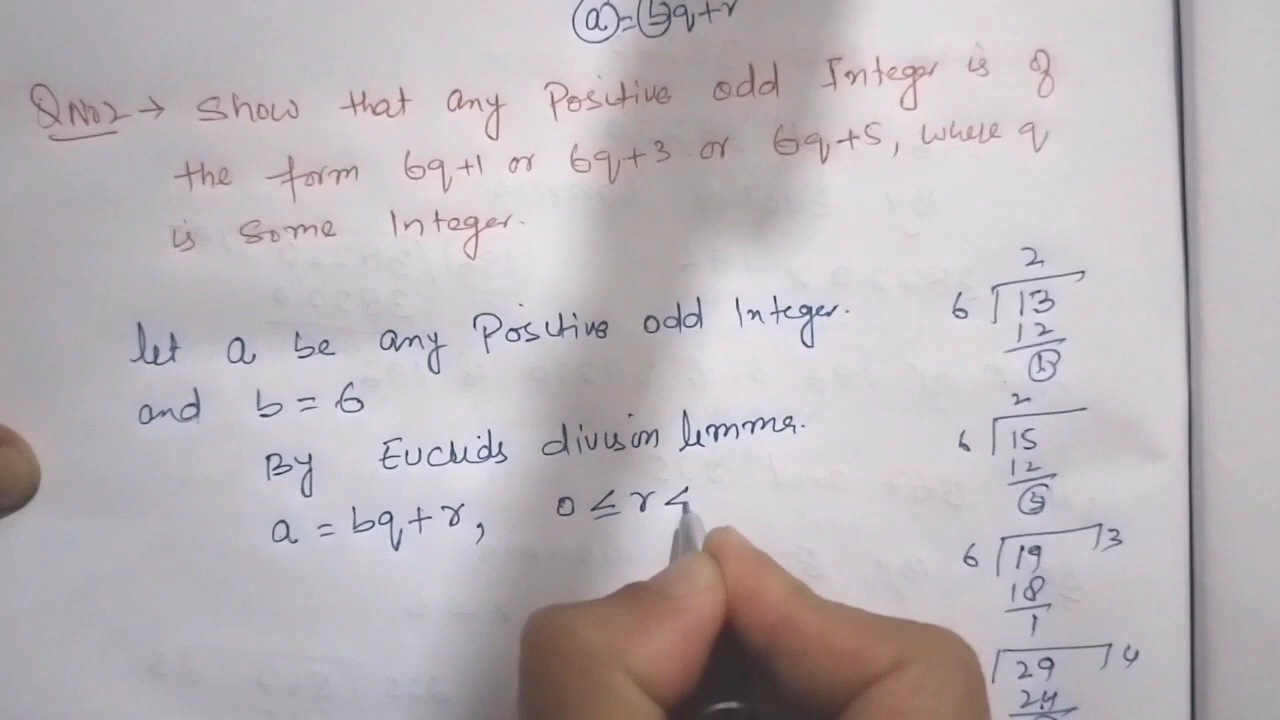 a = bq+r
QNo2 → Show that any Positive odd Integer is of
the form 6q+1 or 6q+3 or 6q+5, where q
is some Integer.
let a be any Positive odd Integer.
and b = 6
By Euclids division lemma.
a = bq+r, 0 ≤ r <
2
6 13
12
1
2
6 15
12
3
6 19 3
18
1
29 4
24